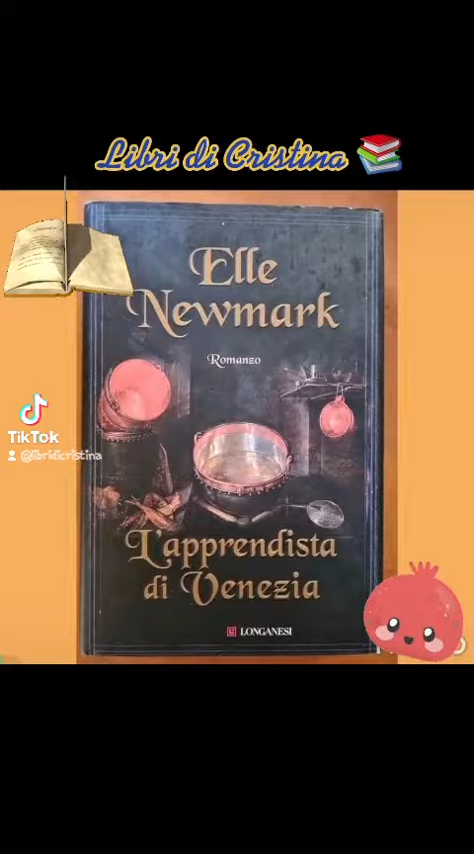 Libri di Cristina
Elle
Newmark
Romanzo
TikTok
@libridicristina
L'apprendista
di Venezia
LONGANESI